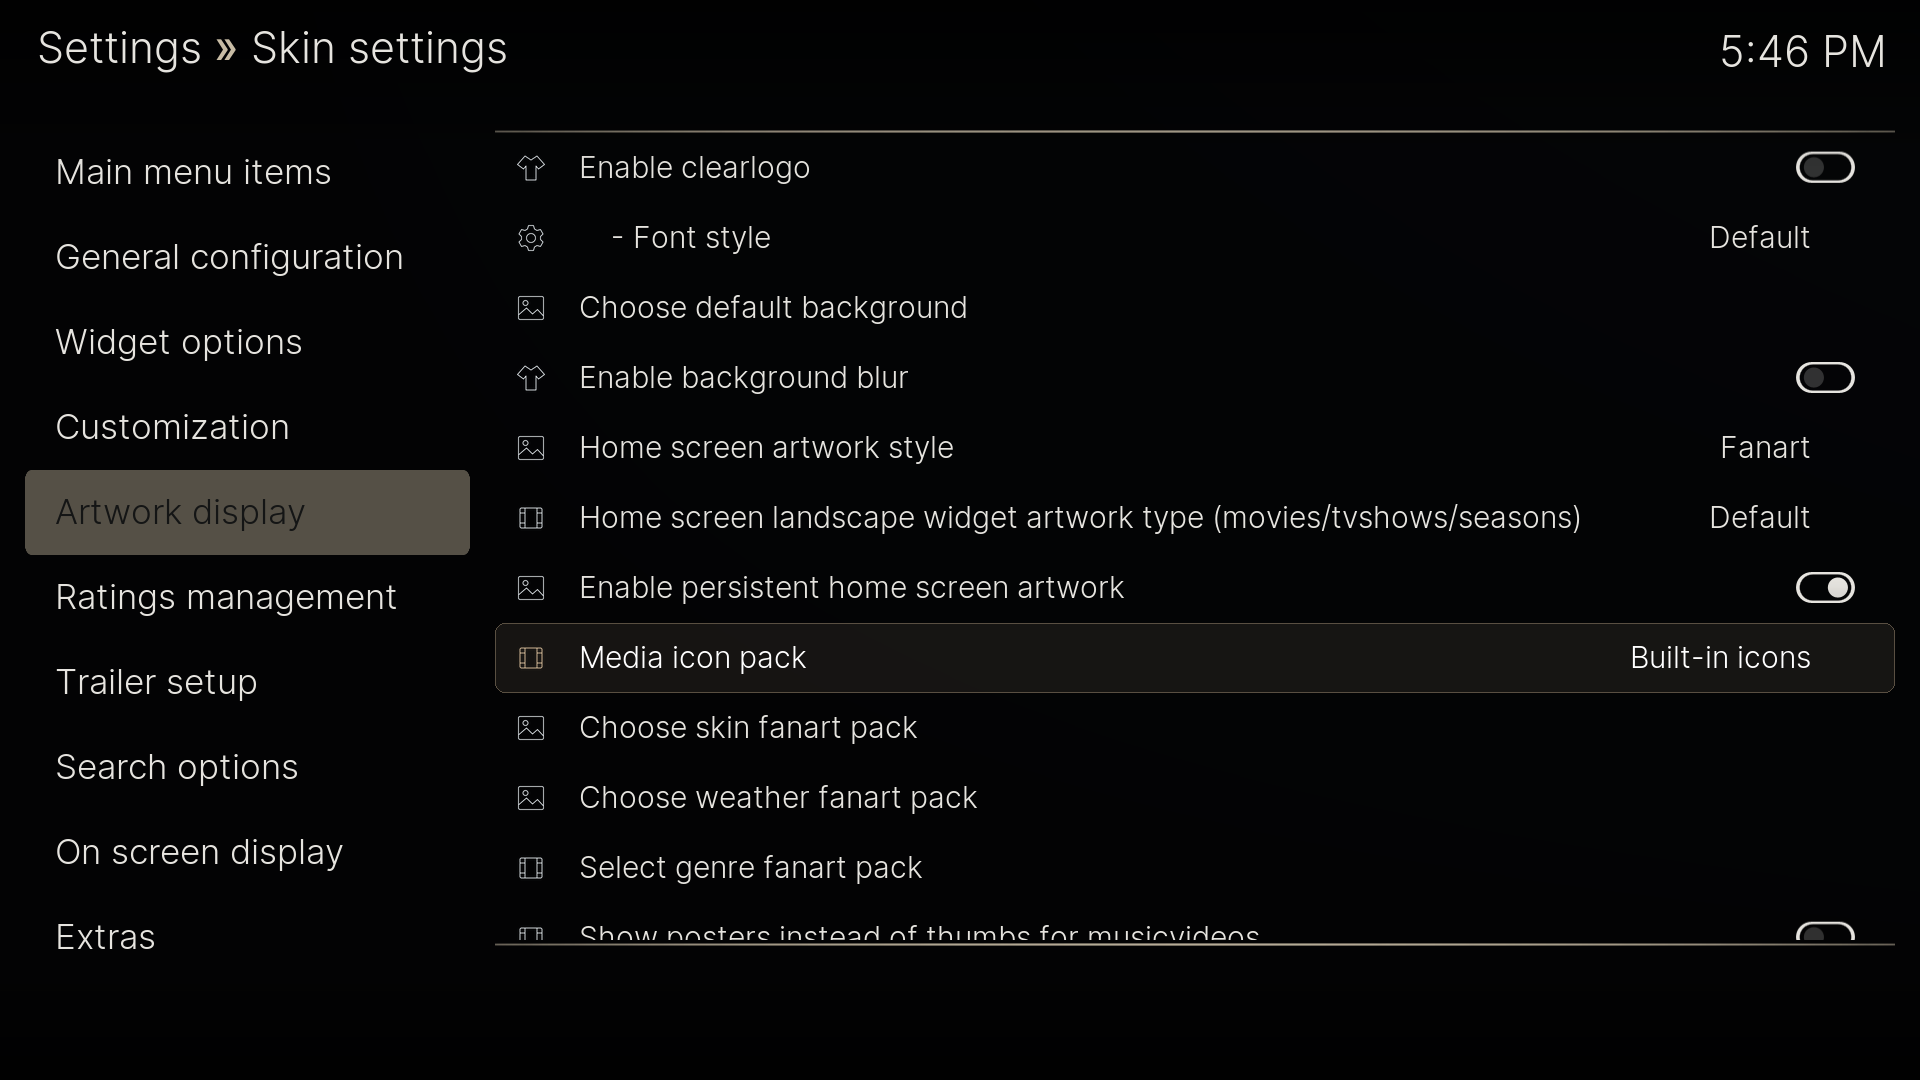 Settings » Skin settings
5:46 PM
Main menu items
General configuration
Widget options
Customization
Artwork display
Ratings management
Trailer setup
Search options
On screen display
Extras
Enable clearlogo
- Font style Default
Choose default background
Enable background blur
Home screen artwork style Fanart
Home screen landscape widget artwork type (movies/tvshows/seasons) Default
Enable persistent home screen artwork
Media icon pack Built-in icons
Choose skin fanart pack
Choose weather fanart pack
Select genre fanart pack
Show posters instead of thumbs for musicvideos